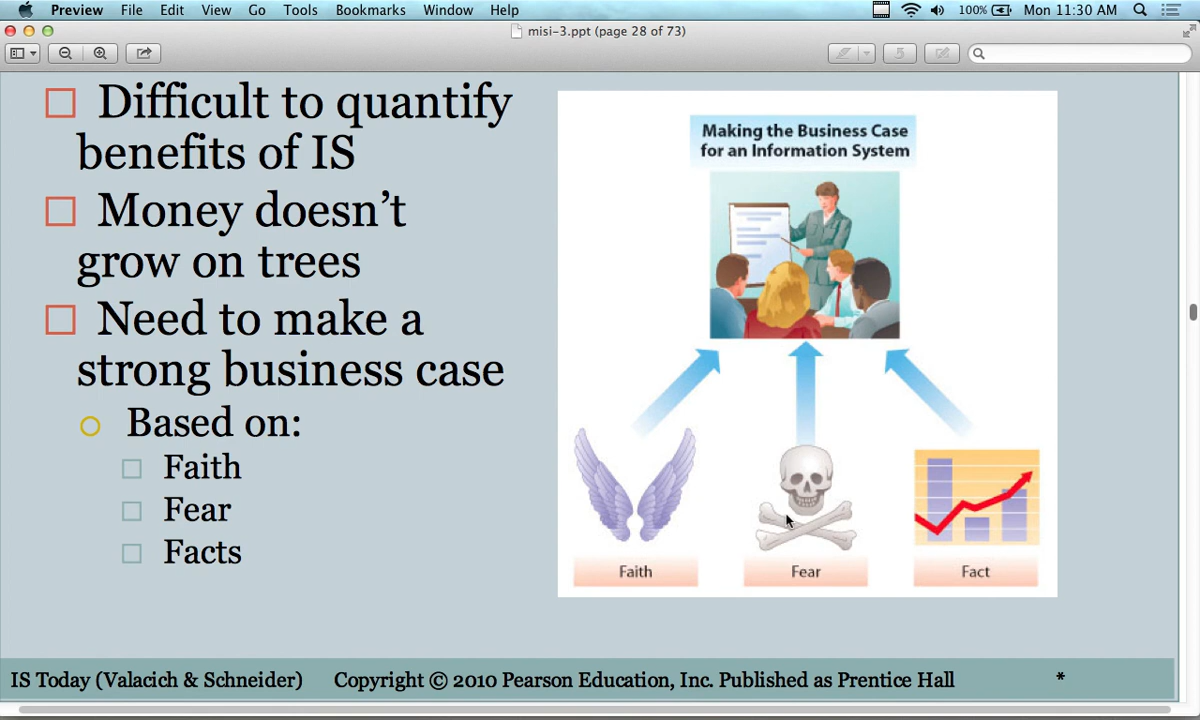 Preview File Edit View Go Tools Bookmarks Window Help 100% Mon 11:30 AM
misi-3.ppt (page 28 of 73)
Difficult to quantify
benefits of IS
Money doesn't
grow on trees
Need to make a
strong business case
Based on:
Faith
Fear
Facts
Making the Business Case
for an Information System
Faith Fear Fact
IS Today (Valacich & Schneider) Copyright © 2010 Pearson Education, Inc. Published as Prentice Hall *